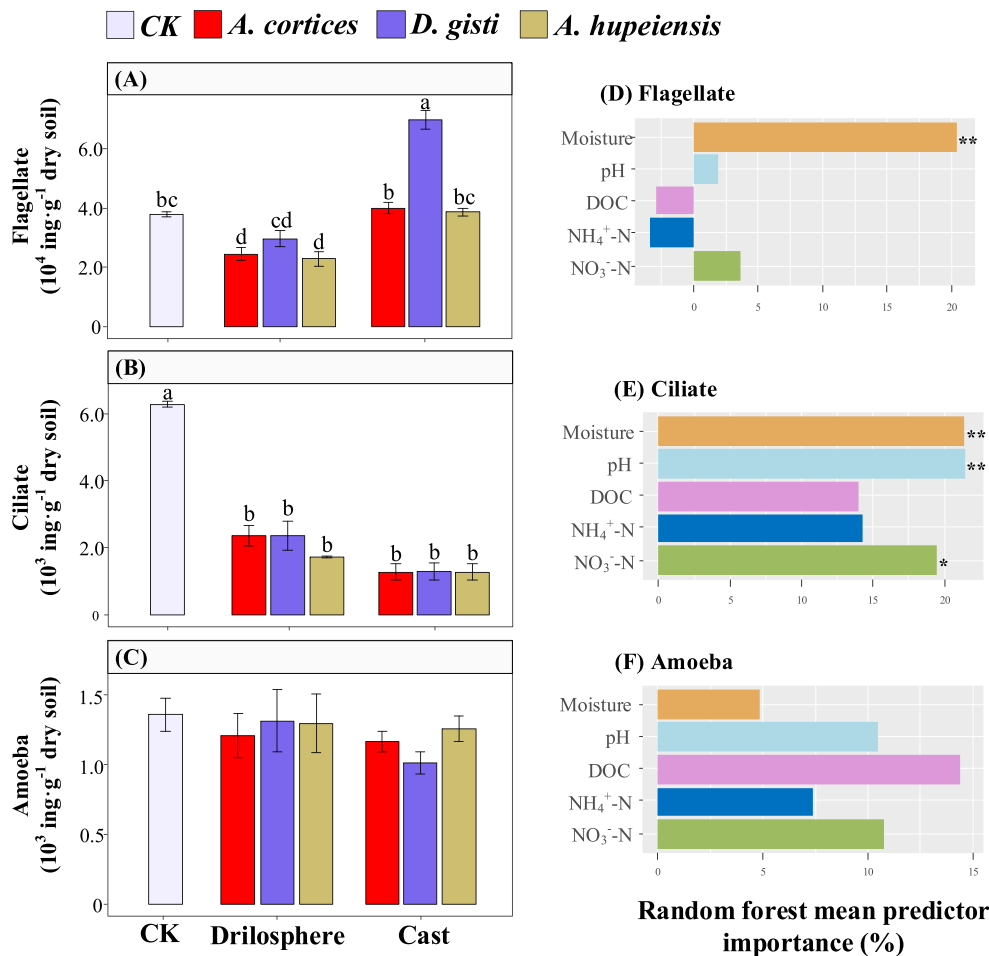 CK A. cortices D. gisti A. hupeiensis
(A)
Flagellate
(10⁴ ing·g⁻¹ dry soil)
6.0
4.0
2.0
0
bc
d
cd
d
b
a
bc
(B)
Ciliate
(10³ ing·g⁻¹ dry soil)
6.0
4.0
2.0
0
a
b
b
b
b
b
b
(C)
Amoeba
(10³ ing·g⁻¹ dry soil)
1.5
1.0
0.5
0
CK Drilosphere Cast
(D) Flagellate
Moisture
**
pH
DOC
NH₄⁺-N
NO₃⁻-N
0 5 10 15 20
(E) Ciliate
Moisture
**
pH
**
DOC
NH₄⁺-N
NO₃⁻-N
*
0 5 10 15 20
(F) Amoeba
Moisture
pH
DOC
NH₄⁺-N
NO₃⁻-N
0 5 10 15
Random forest mean predictor
importance (%)